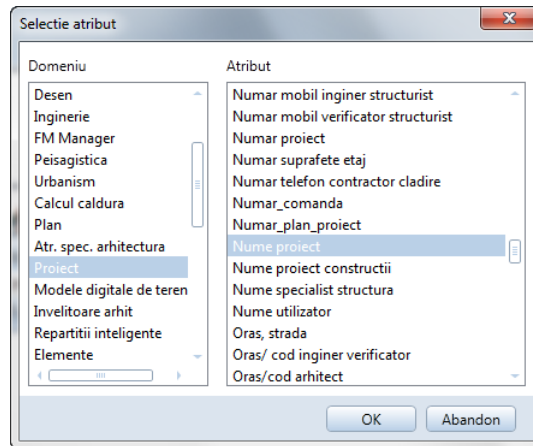 Selectie atribut
Domeniu
Desen
Inginerie
FM Manager
Peisagistica
Urbanism
Calcul caldura
Plan
Atr. spec. arhitectura
Proiect
Modele digitale de teren
Invelitoare arhit
Repartitii inteligente
Elemente
Atribut
Numar mobil inginer structurist
Numar mobil verificator structurist
Numar proiect
Numar suprafete etaj
Numar telefon contractor cladire
Numar_comanda
Numar_plan_proiect
Nume proiect
Nume proiect constructii
Nume specialist structura
Nume utilizator
Oras, strada
Oras/ cod inginer verificator
Oras/cod arhitect
OK
Abandon